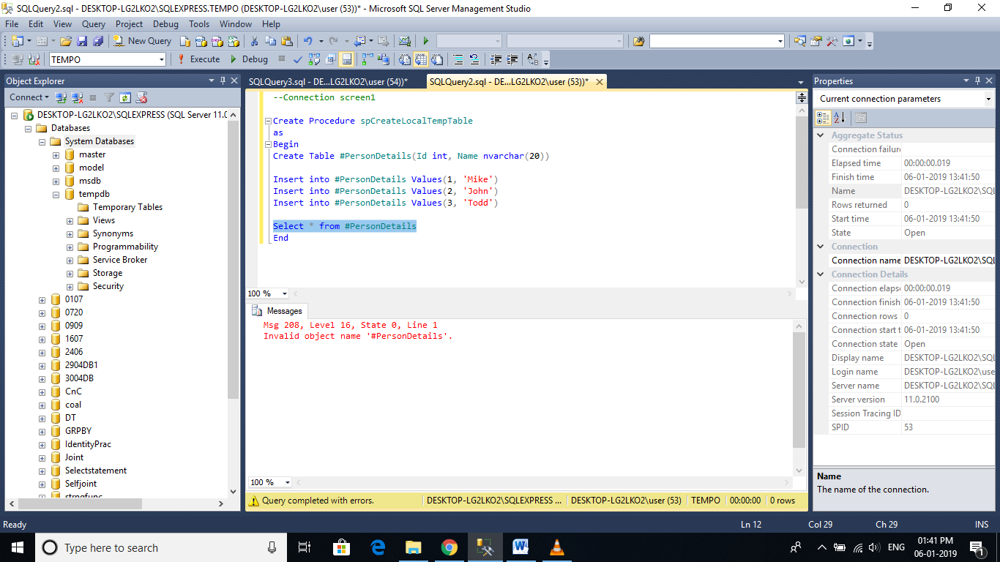 SQLQuery2.sql - DESKTOP-LG2LKO2\SQLEXPRESS.TEMPO (DESKTOP-LG2LKO2\user (53))* - Microsoft SQL Server Management Studio
File Edit View Query Project Debug Tools Window Help
New Query
TEMPO Execute Debug
Object Explorer
Connect
DESKTOP-LG2LKO2\SQLEXPRESS (SQL Server 11.0
Databases
System Databases
master
model
msdb
tempdb
Temporary Tables
Views
Synonyms
Programmability
Service Broker
Storage
Security
0107
0720
0909
1607
2406
2904DB1
3004DB
CnC
coal
DT
GRPBY
IdentityPrac
Joint
Selectstatement
Selfjoint
strngfunc
SQLQuery3.sql - DE...LG2LKO2\user (54))* SQLQuery2.sql - DE...LG2LKO2\user (53))*
--Connection screen1
Create Procedure spCreateLocalTempTable
as
Begin
Create Table #PersonDetails(Id int, Name nvarchar(20))
Insert into #PersonDetails Values(1, 'Mike')
Insert into #PersonDetails Values(2, 'John')
Insert into #PersonDetails Values(3, 'Todd')
Select * from #PersonDetails
End
100 %
Messages
Msg 208, Level 16, State 0, Line 1
Invalid object name '#PersonDetails'.
100 %
Query completed with errors. DESKTOP-LG2LKO2\SQLEXPRESS ... DESKTOP-LG2LKO2\user (53) TEMPO 00:00:00 0 rows
Properties
Current connection parameters
Aggregate Status
Connection failure
Elapsed time 00:00:00.019
Finish time 06-01-2019 13:41:50
Name DESKTOP-LG2LKO2\SQL
Rows returned 0
Start time 06-01-2019 13:41:50
State Open
Connection
Connection name DESKTOP-LG2LKO2\SQL
Connection Details
Connection elaps 00:00:00.019
Connection finish 06-01-2019 13:41:50
Connection rows 0
Connection start t 06-01-2019 13:41:50
Connection state Open
Display name DESKTOP-LG2LKO2\SQL
Login name DESKTOP-LG2LKO2\use
Server name DESKTOP-LG2LKO2\SQL
Server version 11.0.2100
Session Tracing ID
SPID 53
Name
The name of the connection.
Ready Ln 12 Col 29 Ch 29 INS
Type here to search
ENG
01:41 PM
06-01-2019
1